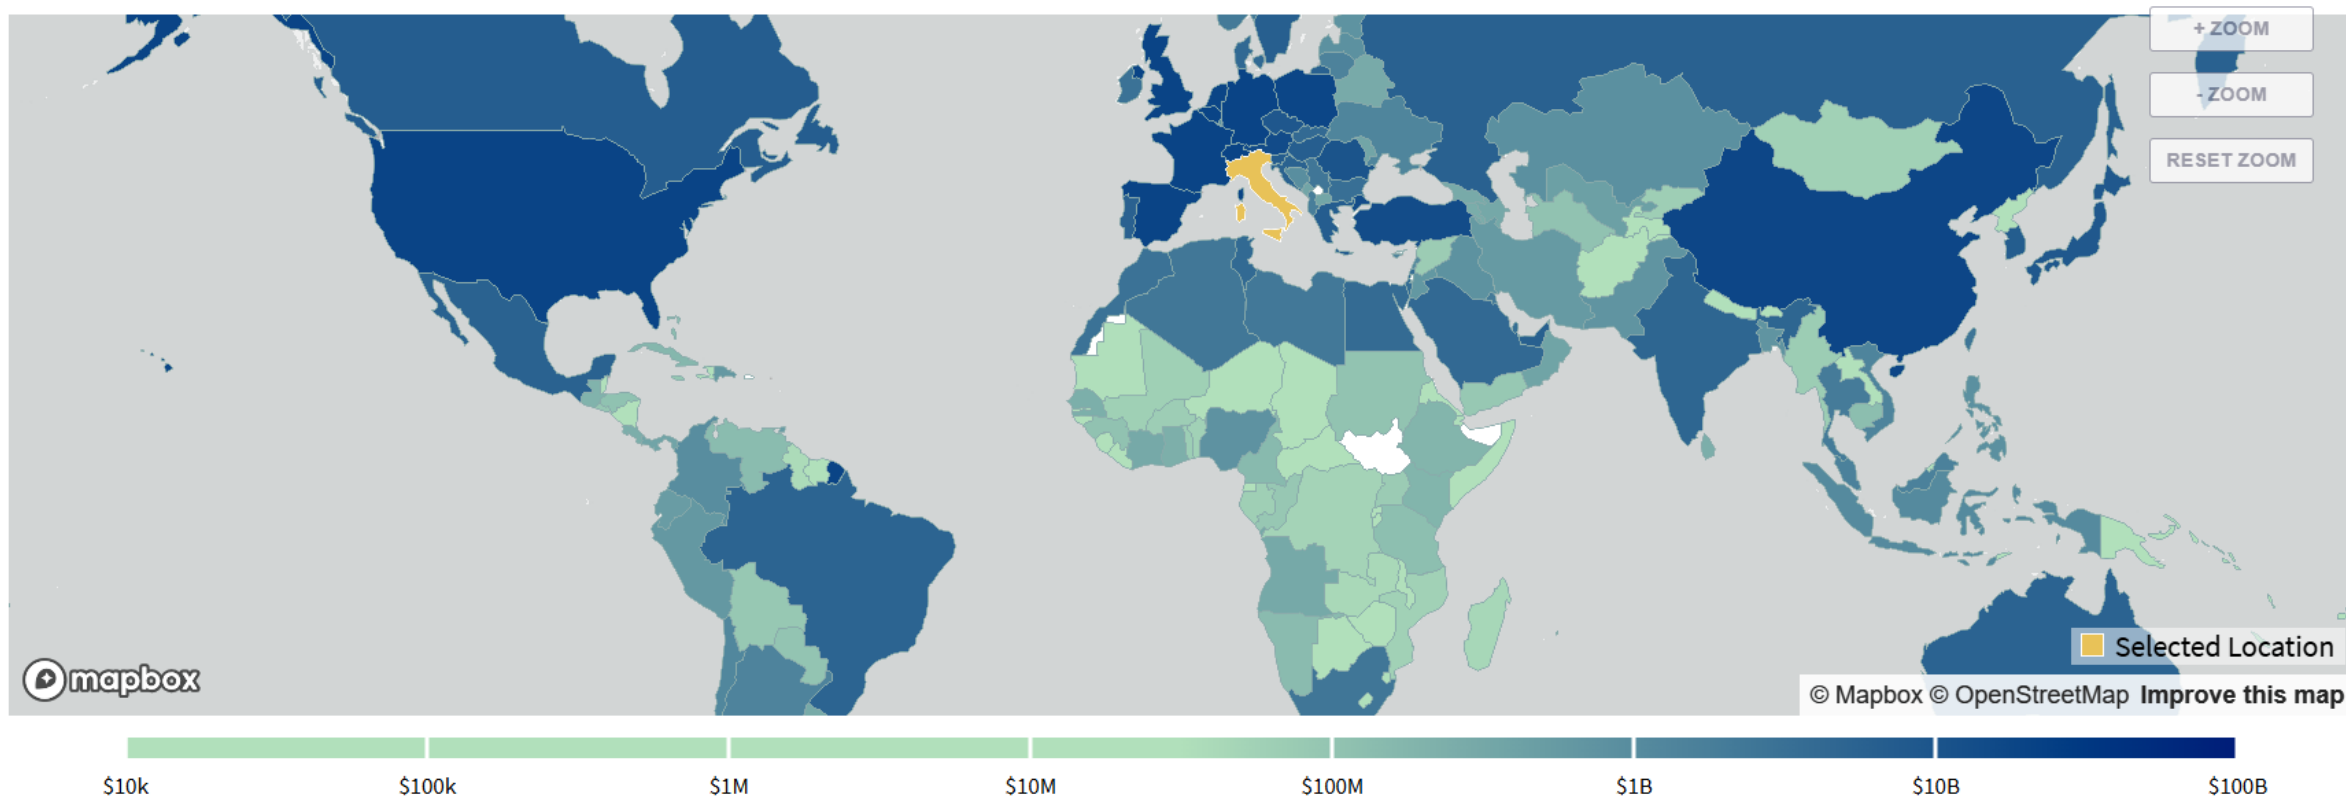 + ZOOM
- ZOOM
RESET ZOOM
Selected Location
mapbox
© Mapbox © OpenStreetMap Improve this map
$10k $100k $1M $10M $100M $1B $10B $100B